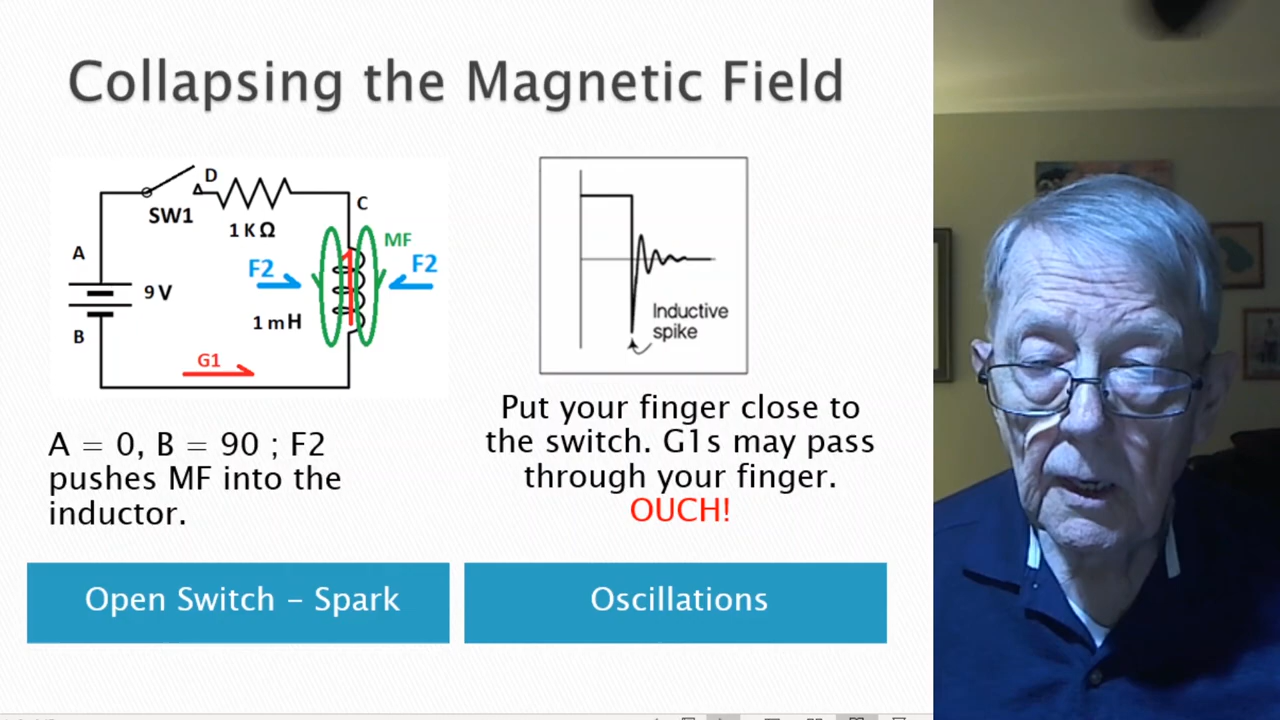 Collapsing the Magnetic Field
D
SW1
1 K Ω
C
MF
A
F2
F2
9 V
1 mH
B
G1
Inductive
spike
A = 0, B = 90 ; F2
pushes MF into the
inductor.
Put your finger close to
the switch. G1s may pass
through your finger.
OUCH!
Open Switch – Spark
Oscillations